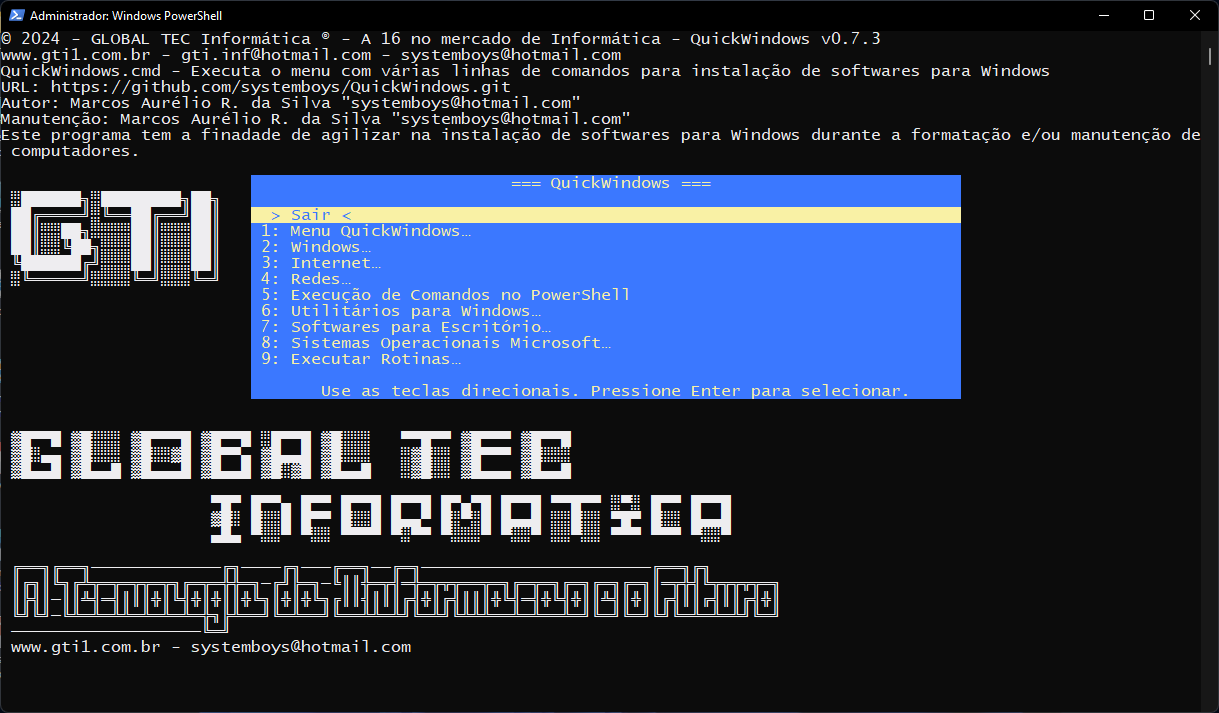 Administrador: Windows PowerShell
© 2024 - GLOBAL TEC Informática ® - A 16 no mercado de Informática - QuickWindows v0.7.3
www.gti1.com.br - gti.inf@hotmail.com - systemboys@hotmail.com
QuickWindows.cmd - Executa o menu com várias linhas de comandos para instalação de softwares para Windows
URL: https://github.com/systemboys/QuickWindows.git
Autor: Marcos Aurélio R. da Silva "systemboys@hotmail.com"
Manutenção: Marcos Aurélio R. da Silva "systemboys@hotmail.com"
Este programa tem a finadade de agilizar na instalação de softwares para Windows durante a formatação e/ou manutenção de
computadores.
GTI
=== QuickWindows ===
> Sair <
1: Menu QuickWindows…
2: Windows…
3: Internet…
4: Redes…
5: Execução de Comandos no PowerShell
6: Utilitários para Windows…
7: Softwares para Escritório…
8: Sistemas Operacionais Microsoft…
9: Executar Rotinas…
Use as teclas direcionais. Pressione Enter para selecionar.
GLOBAL TEC
INFORMÁTICA
www.gti1.com.br - systemboys@hotmail.com